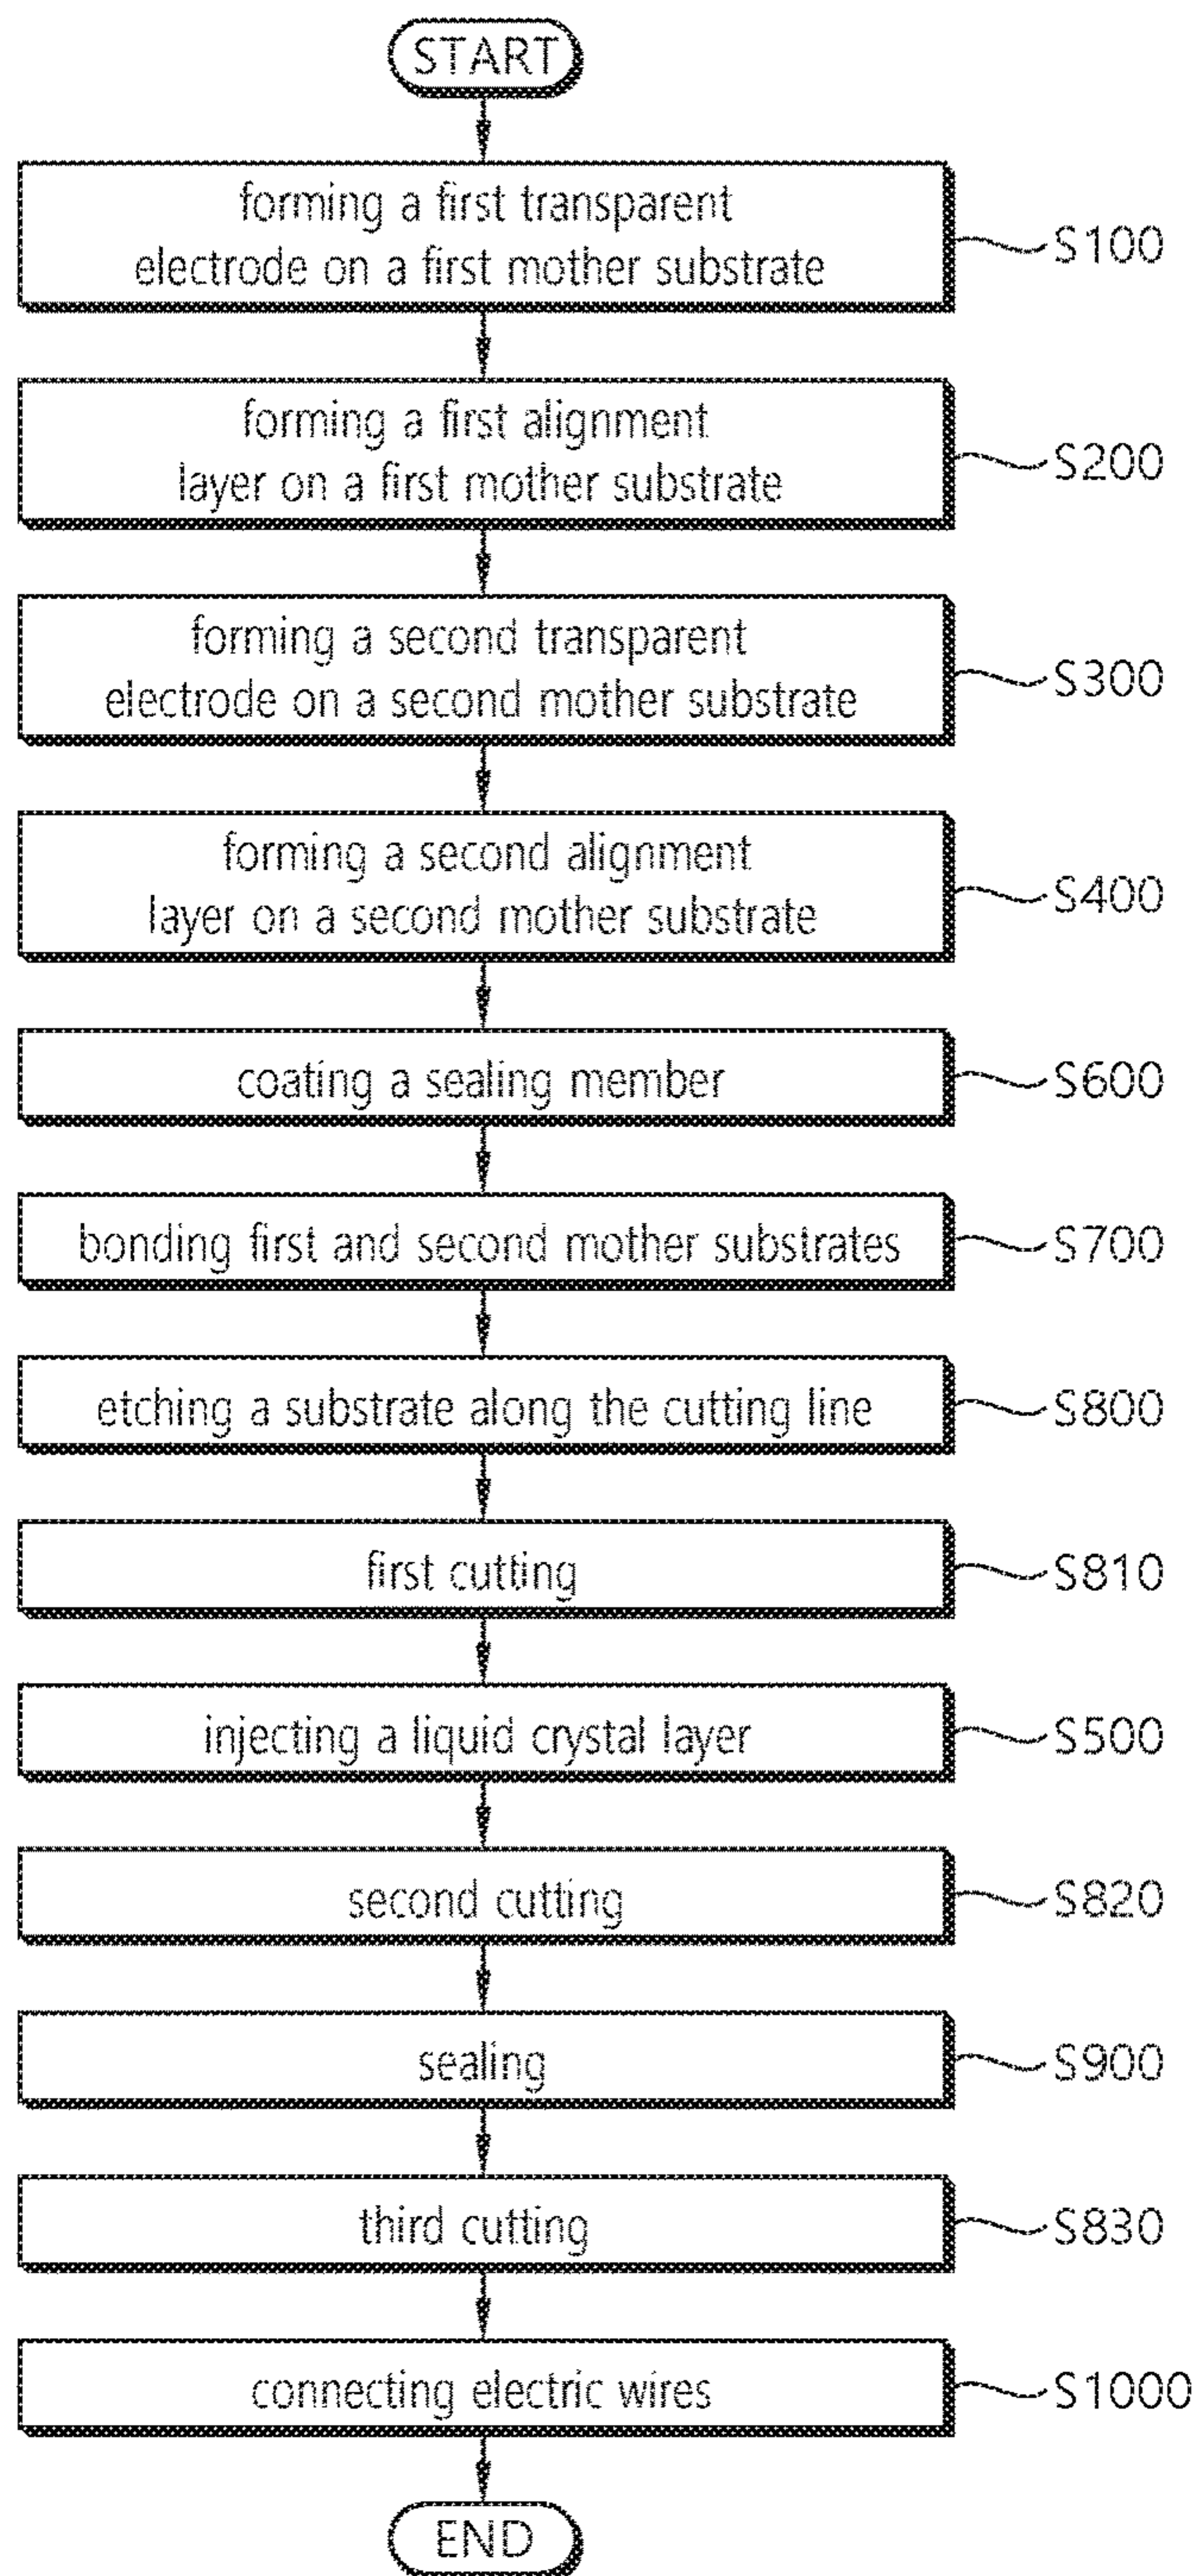 START
forming a first transparent
electrode on a first mother substrate
S100
forming a first alignment
layer on a first mother substrate
S200
forming a second transparent
electrode on a second mother substrate
S300
forming a second alignment
layer on a second mother substrate
S400
coating a sealing member
S600
bonding first and second mother substrates
S700
etching a substrate along the cutting line
S800
first cutting
S810
injecting a liquid crystal layer
S500
second cutting
S820
sealing
S900
third cutting
S830
connecting electric wires
S1000
END